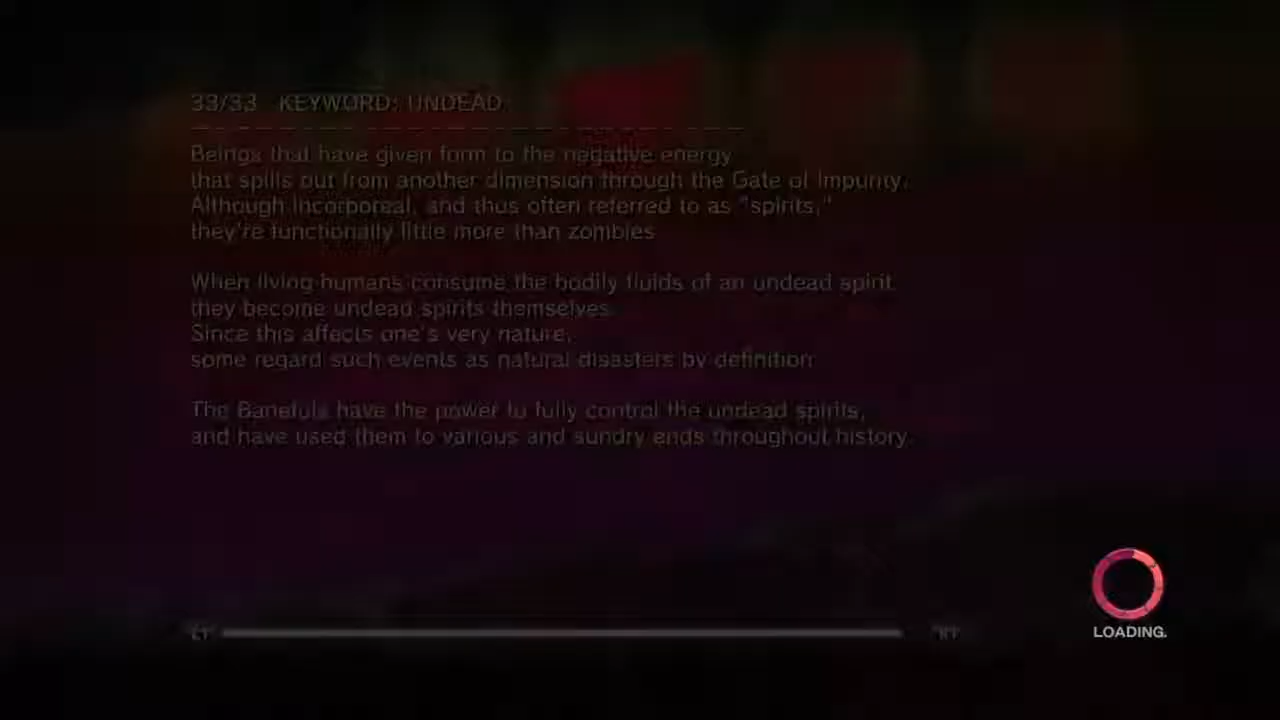 33/33 KEYWORD: UNDEAD
Beings that have given form to the negative energy
that spills out from another dimension through the Gate of Impurity.
Although incorporeal, and thus often referred to as "spirits,"
they're functionally little more than zombies.
When living humans consume the bodily fluids of an undead spirit
they become undead spirits themselves.
Since this affects one's very nature,
some regard such events as natural disasters by definition.
The Banefuls have the power to fully control the undead spirits,
and have used them to various and sundry ends throughout history.
LOADING.